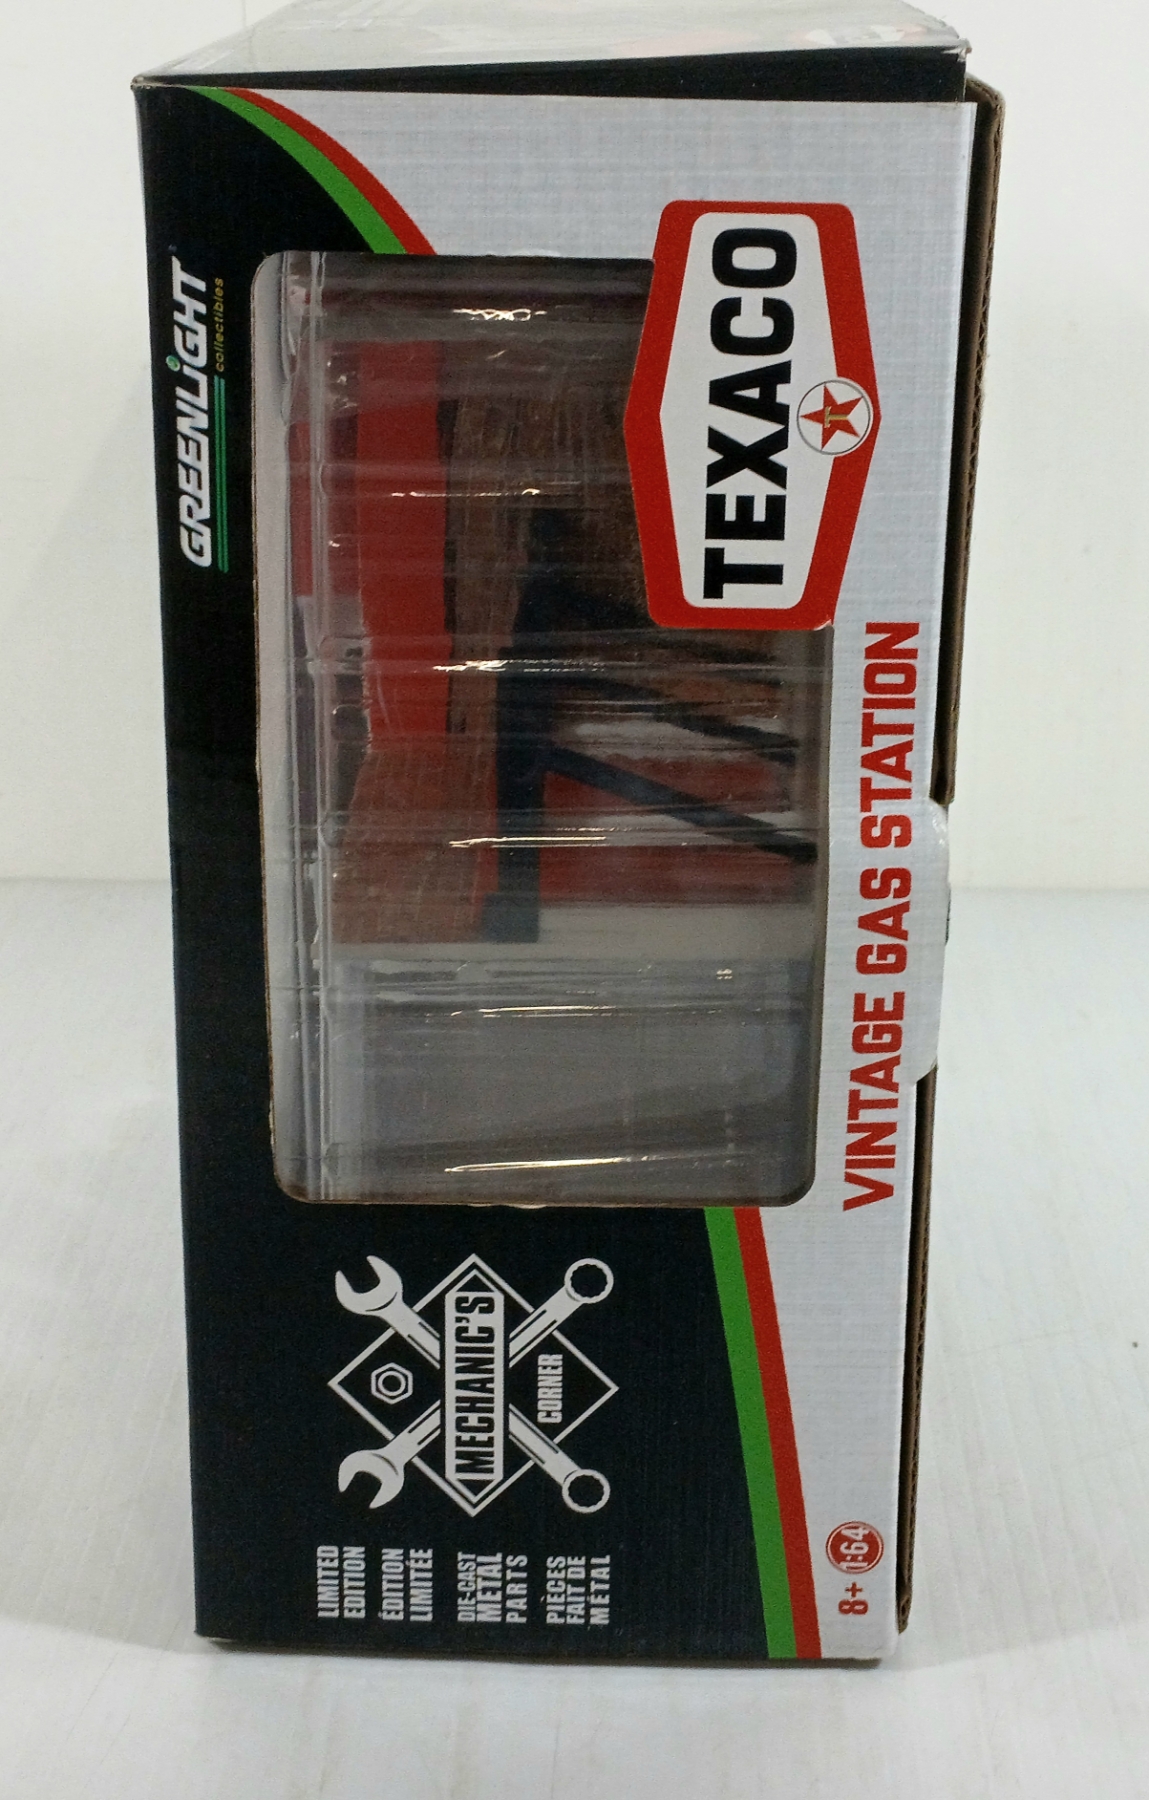 GREENLIGHT
collectibles
TEXACO
T
VINTAGE GAS STATION
MECHANIC'S
CORNER
LIMITED
EDITION
ÉDITION
LIMITÉE
DIE-CAST
METAL
PARTS
PIÈCES
FAIT DE
MÉTAL
8+ 1:64